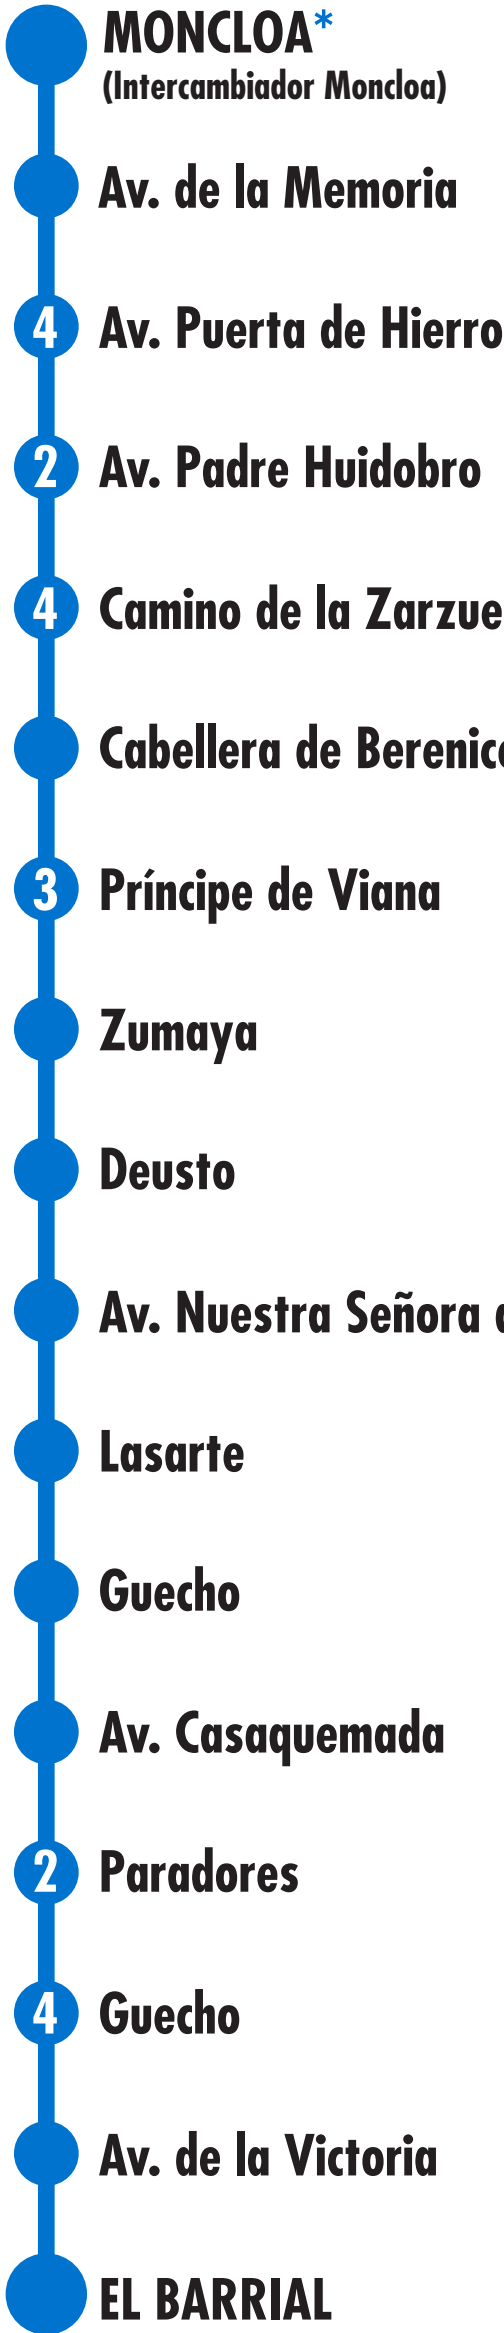 MONCLOA*
(Intercambiador Moncloa)
Av. de la Memoria
4 Av. Puerta de Hierro
2 Av. Padre Huidobro
4 Camino de la Zarzue
Cabellera de Berenice
3 Príncipe de Viana
Zumaya
Deusto
Av. Nuestra Señora
Lasarte
Guecho
Av. Casaquemada
2 Paradores
4 Guecho
Av. de la Victoria
EL BARRIAL